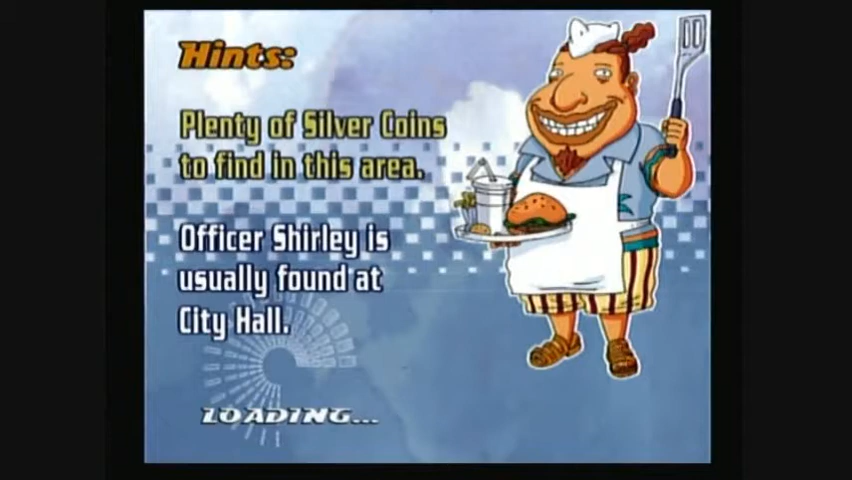 Hints:
Plenty of Silver Coins
to find in this area.
Officer Shirley is
usually found at
City Hall.
LOADING...